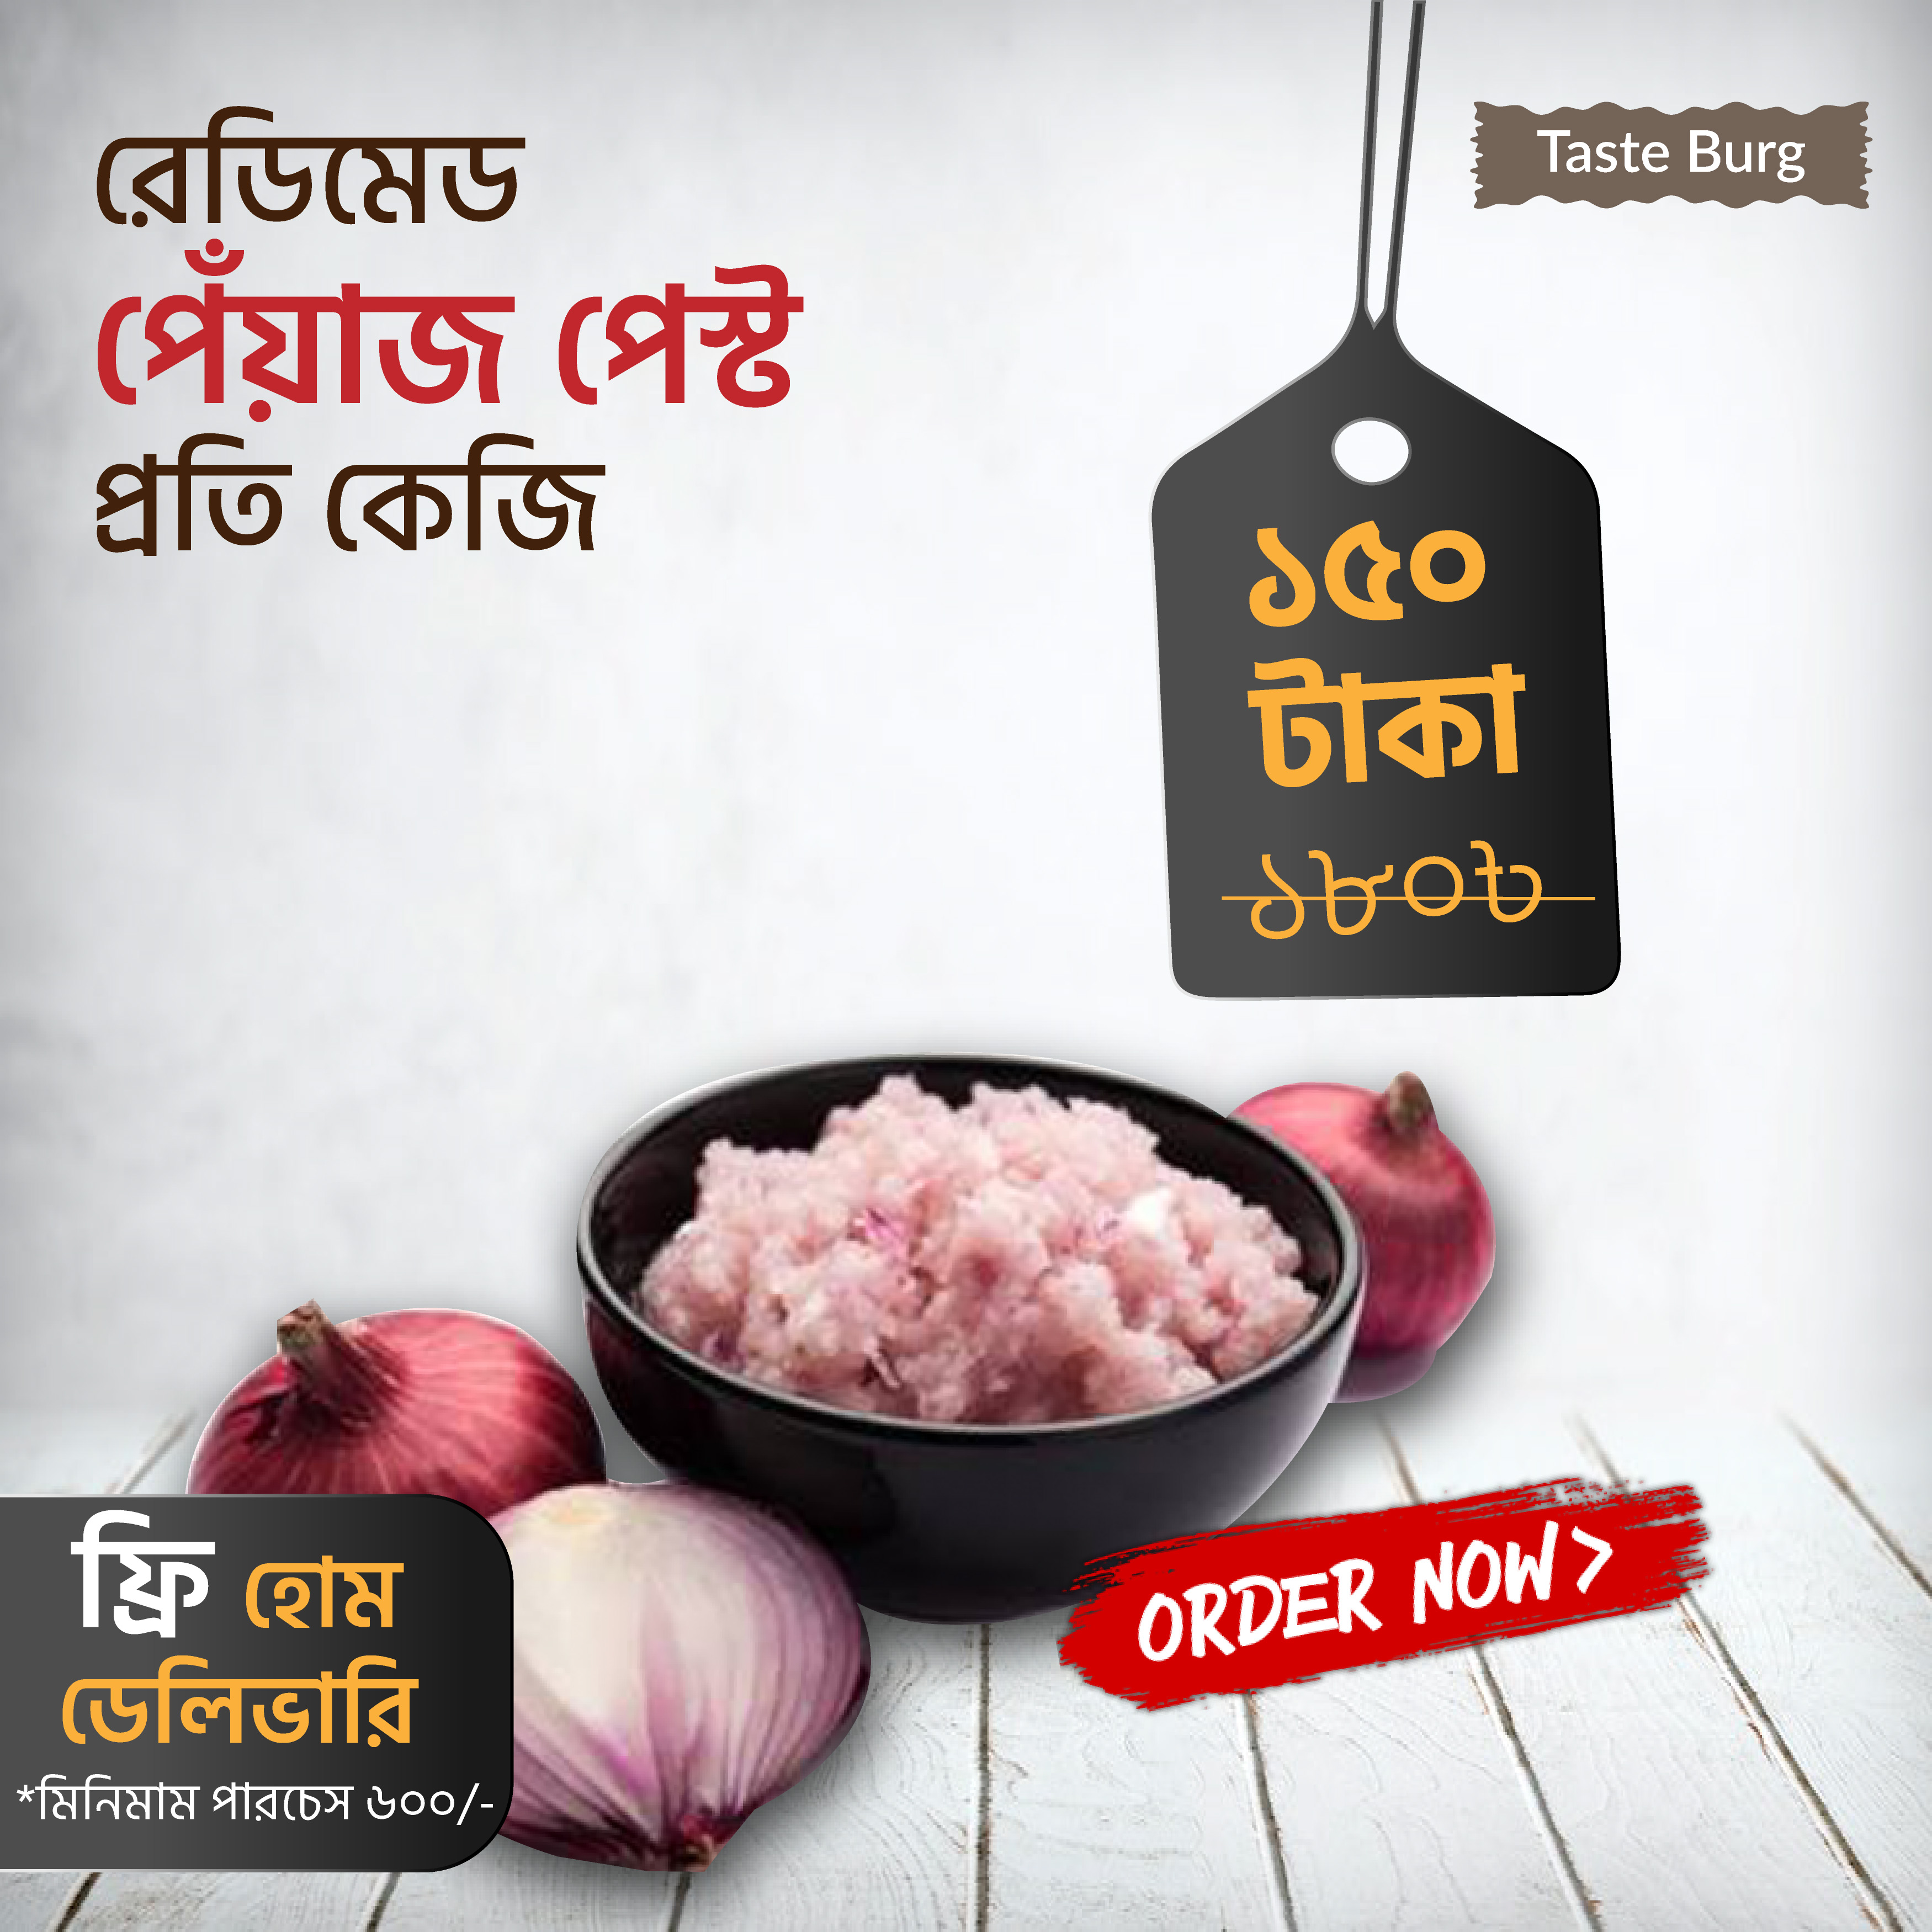 রেডিমেড
পেঁয়াজ পেস্ট
প্রতি কেজি
Taste Burg
১৫০
টাকা
১৮০৳
ফ্রি হোম
ডেলিভারি
*মিনিমাম পারচেস ৬০০/-
ORDER NOW>